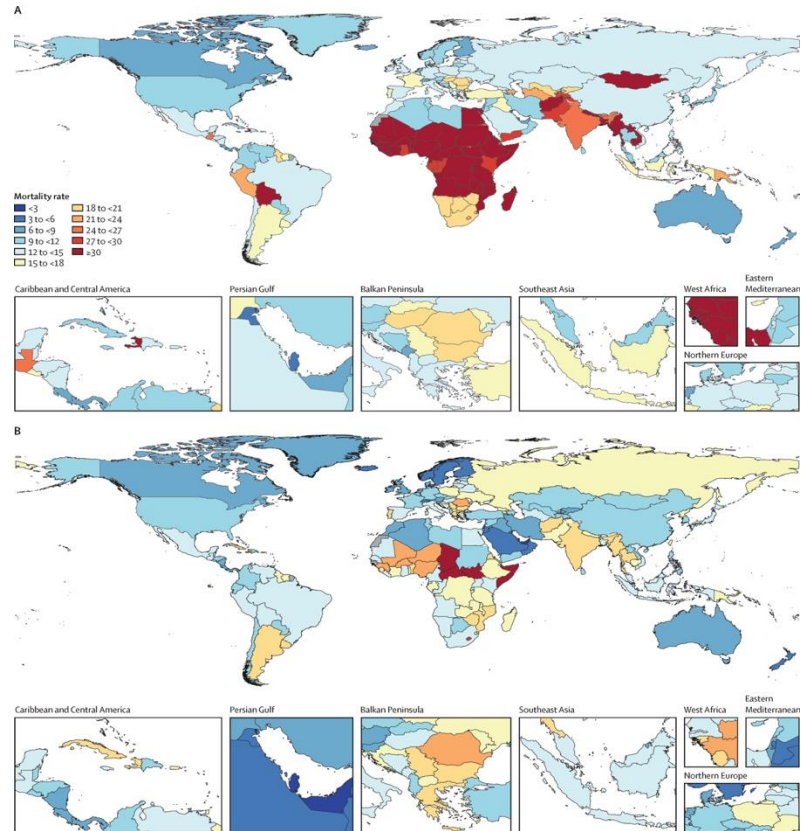 A
Mortality rate
<3
3 to <6
6 to <9
9 to <12
12 to <15
15 to <18
18 to <21
21 to <24
24 to <27
27 to <30
≥30
Caribbean and Central America
Persian Gulf
Balkan Peninsula
Southeast Asia
West Africa
Eastern
Mediterranean
Northern Europe
B
Caribbean and Central America
Persian Gulf
Balkan Peninsula
Southeast Asia
West Africa
Eastern
Mediterranean
Northern Europe